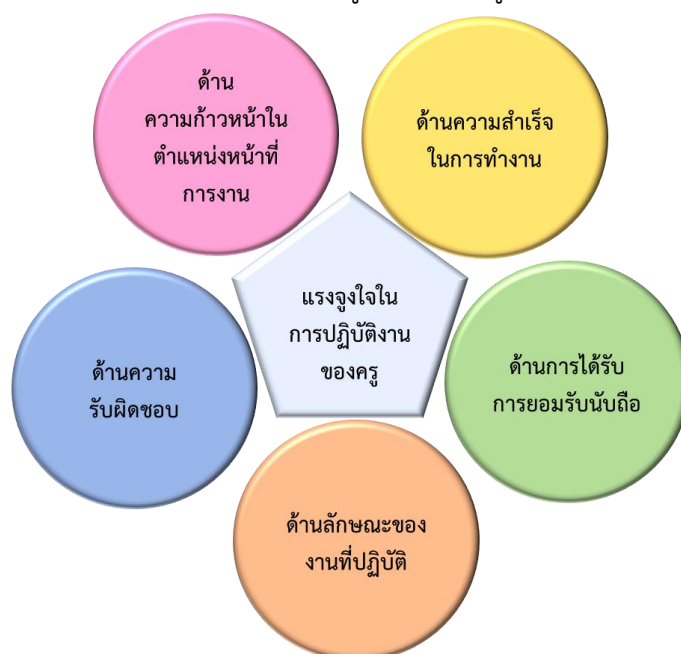 ด้าน
ความก้าวหน้าใน
ตำแหน่งหน้าที่
การงาน
ด้านความสำเร็จ
ในการทำงาน
แรงจูงใจใน
การปฏิบัติงาน
ของครู
ด้านความ
รับผิดชอบ
ด้านการได้รับ
การยอมรับนับถือ
ด้านลักษณะของ
งานที่ปฏิบัติ